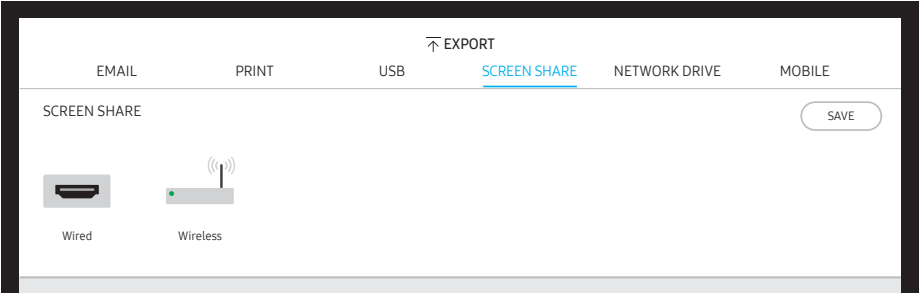 EXPORT
EMAIL PRINT USB SCREEN SHARE NETWORK DRIVE MOBILE
SCREEN SHARE SAVE
Wired Wireless